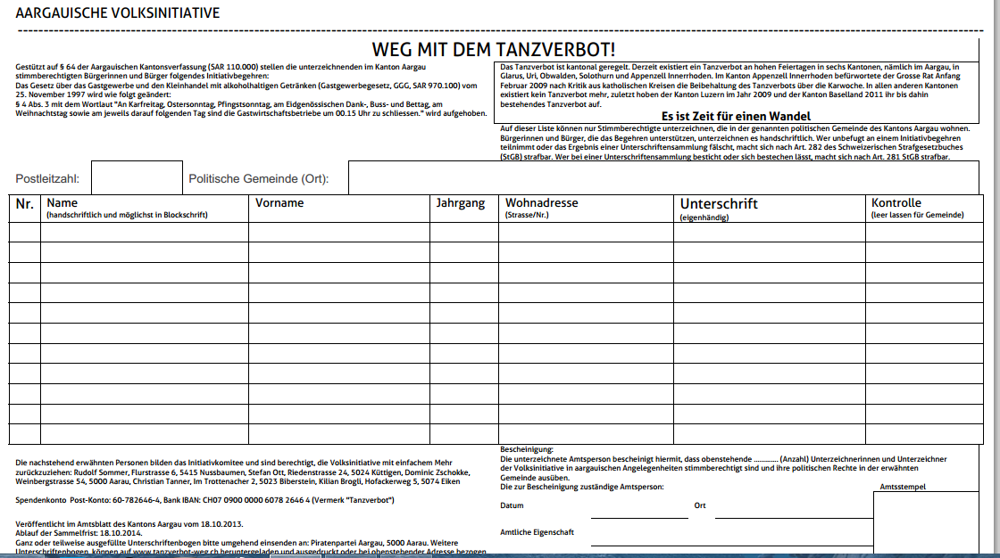 AARGAUISCHE VOLKSINITIATIVE
WEG MIT DEM TANZVERBOT!
Gestützt auf § 64 der Aargauischen Kantonsverfassung (SAR 110.000) stellen die unterzeichnenden im Kanton Aargau
stimmberechtigten Bürgerinnen und Bürger folgendes Initiativbegehren:
Das Gesetz über das Gastgewerbe und den Kleinhandel mit alkoholhaltigen Getränken (Gastgewerbegesetz, GGG, SAR 970.100) vom
25. November 1997 wird wie folgt geändert:
§ 4 Abs. 3 mit dem Wortlaut "An Karfreitag, Ostersonntag, Pfingstsonntag, am Eidgenössischen Dank-, Buss- und Bettag, am
Weihnachtstag sowie am jeweils darauf folgenden Tag sind die Gastwirtschaftsbetriebe um 00.15 Uhr zu schliessen." wird aufgehoben.
Das Tanzverbot ist kantonal geregelt. Derzeit existiert ein Tanzverbot an hohen Feiertagen in sechs Kantonen, nämlich im Aargau, in
Glarus, Uri, Obwalden, Solothurn und Appenzell Innerrhoden. Im Kanton Appenzell Innerrhoden befürwortete der Grosse Rat Anfang
Februar 2009 nach Kritik aus katholischen Kreisen die Beibehaltung des Tanzverbots über die Karwoche. In allen anderen Kantonen
existiert kein Tanzverbot mehr, zuletzt hoben der Kanton Luzern im Jahr 2009 und der Kanton Baselland 2011 ihr bis dahin
bestehendes Tanzverbot auf.
Es ist Zeit für einen Wandel
Auf dieser Liste können nur Stimmberechtigte unterzeichnen, die in der genannten politischen Gemeinde des Kantons Aargau wohnen.
Bürgerinnen und Bürger, die das Begehren unterstützen, unterzeichnen es handschriftlich. Wer unbefugt an einem Initiativbegehren
teilnimmt oder das Ergebnis einer Unterschriftensammlung fälscht, macht sich nach Art. 282 des Schweizerischen Strafgesetzbuches
(StGB) strafbar. Wer bei einer Unterschriftensammlung besticht oder sich bestechen lässt, macht sich nach Art. 281 StGB strafbar.
Postleitzahl: Politische Gemeinde (Ort):
Nr. Name Vorname Jahrgang Wohnadresse Unterschrift Kontrolle
(handschriftlich und möglichst in Blockschrift) (Strasse/Nr.) (eigenhändig) (leer lassen für Gemeinde)
Die nachstehend erwähnten Personen bilden das Initiativkomitee und sind berechtigt, die Volksinitiative mit einfachem Mehr
zurückzuziehen: Rudolf Sommer, Flurstrasse 6, 5415 Nussbaumen, Stefan Ott, Riedenstrasse 24, 5024 Küttigen, Dominic Zschokke,
Weinbergstrasse 54, 5000 Aarau, Christian Tanner, Im Trottenacher 2, 5023 Biberstein, Kilian Brogli, Hofackerweg 5, 5074 Eiken
Spendenkonto Post-Konto: 60-782646-4, Bank IBAN: CH07 0900 0000 6078 2646 4 (Vermerk "Tanzverbot")
Veröffentlicht im Amtsblatt des Kantons Aargau vom 18.10.2013.
Ablauf der Sammelfrist: 18.10.2014.
Ganz oder teilweise ausgefüllte Unterschriftenbogen bitte umgehend einsenden an: Piratenpartei Aargau, 5000 Aarau. Weitere
Unterschriftenbogen, können auf www.tanzverbot-weg.ch heruntergeladen und ausgedruckt oder bei obenstehender Adresse bezogen
Bescheinigung:
Die unterzeichnete Amtsperson bescheinigt hiermit, dass obenstehende ............. (Anzahl) Unterzeichnerinnen und Unterzeichner
der Volksinitiative in aargauischen Angelegenheiten stimmberechtigt sind und ihre politischen Rechte in der erwähnten
Gemeinde ausüben.
Die zur Bescheinigung zuständige Amtsperson: Amtsstempel
Datum Ort
Amtliche Eigenschaft